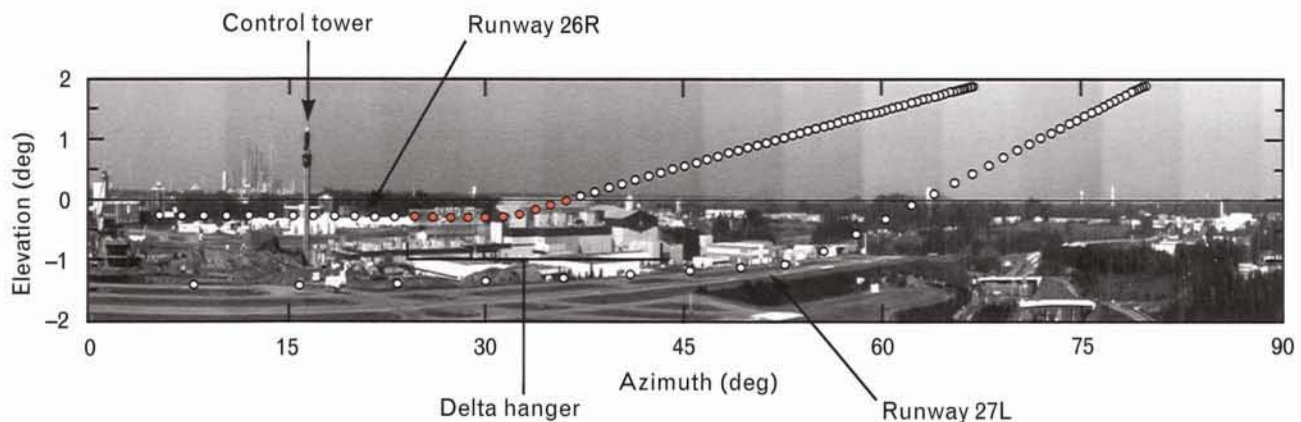 Control tower
Runway 26R
2
1
0
−1
−2
Elevation (deg)
0
15
30
45
60
75
90
Azimuth (deg)
Delta hanger
Runway 27L